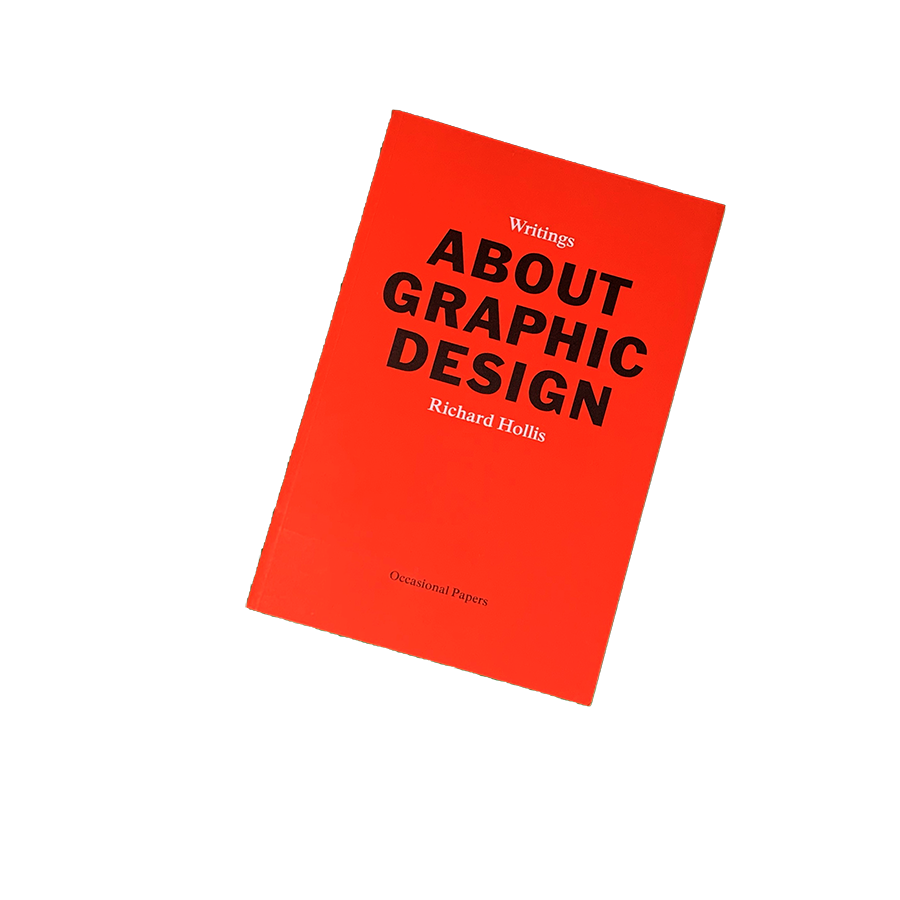 Writings
ABOUT
GRAPHIC
DESIGN
Richard Hollis
Occasional Papers